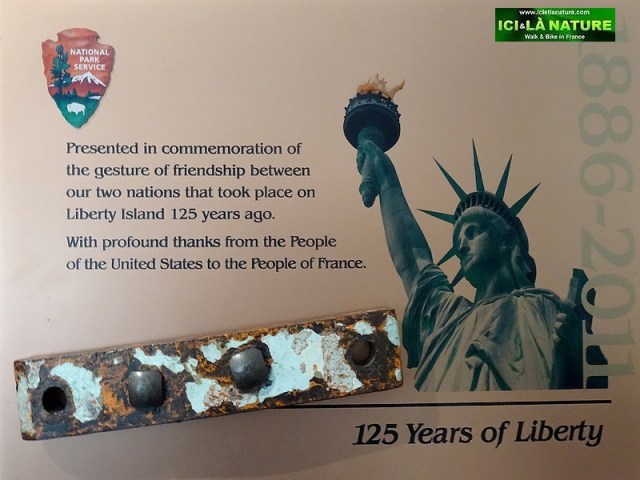 www.icietlanature.com
ICI & LÀ NATURE
Walk & Bike in France
NATIONAL
PARK
SERVICE
1886-2011
Presented in commemoration of
the gesture of friendship between
our two nations that took place on
Liberty Island 125 years ago.
With profound thanks from the People
of the United States to the People of France.
125 Years of Liberty